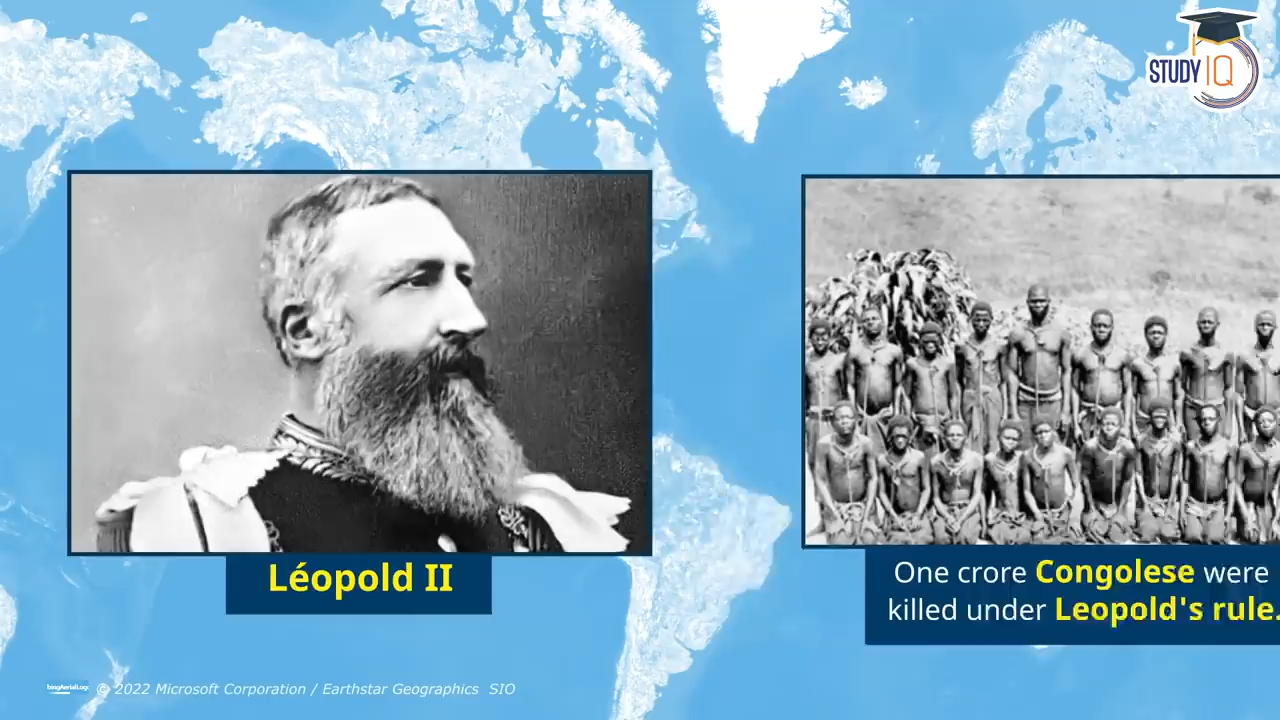 STUDY IQ
Léopold II
One crore Congolese were
killed under Leopold's rule.
© 2022 Microsoft Corporation / Earthstar Geographics SIO